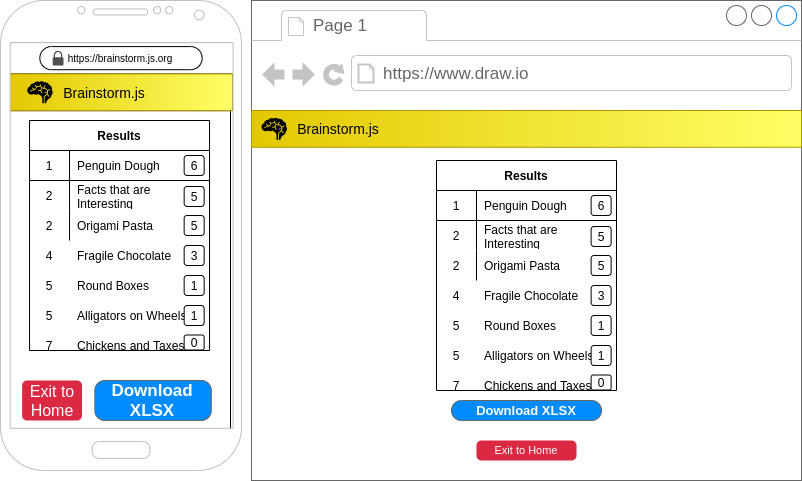 https://brainstorm.js.org
Brainstorm.js
Results
1 Penguin Dough 6
2 Facts that are
Interesting 5
2 Origami Pasta 5
4 Fragile Chocolate 3
5 Round Boxes 1
5 Alligators on Wheels 1
7 Chickens and Taxes 0
Exit to
Home
Download
XLSX
Page 1
https://www.draw.io
Brainstorm.js
Results
1 Penguin Dough 6
2 Facts that are
Interesting 5
2 Origami Pasta 5
4 Fragile Chocolate 3
5 Round Boxes 1
5 Alligators on Wheels 1
7 Chickens and Taxes 0
Download XLSX
Exit to Home